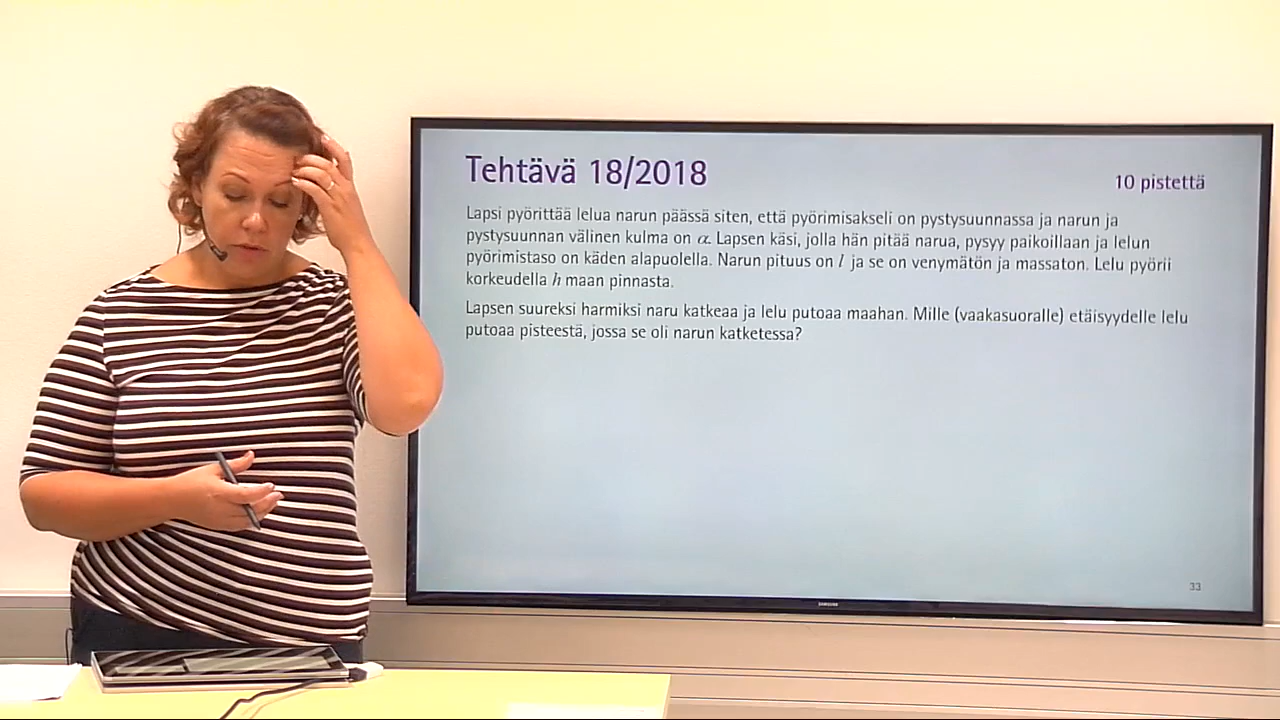 Tehtävä 18/2018
10 pistettä
Lapsi pyörittää lelua narun päässä siten, että pyörimisakseli on pystysuunnassa ja narun ja
pystysuunnan välinen kulma on α. Lapsen käsi, jolla hän pitää narua, pysyy paikoillaan ja lelun
pyörimistaso on käden alapuolella. Narun pituus on l ja se on venymätön ja massaton. Lelu pyörii
korkeudella h maan pinnasta.
Lapsen suureksi harmiksi naru katkeaa ja lelu putoaa maahan. Mille (vaakasuoralle) etäisyydelle lelu
putoaa pisteestä, jossa se oli narun katketessa?
33
SAMSUNG